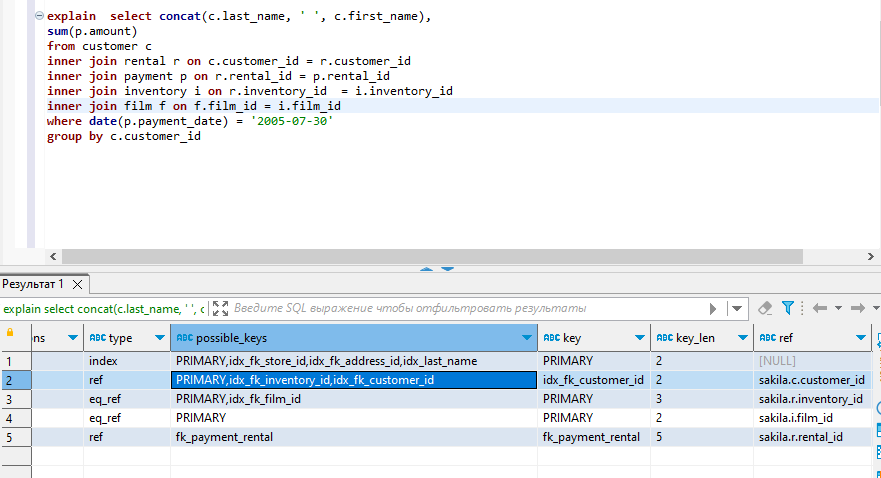 explain  select concat(c.last_name, ' ', c.first_name),
sum(p.amount)
from customer c
inner join rental r on c.customer_id = r.customer_id
inner join payment p on r.rental_id = p.rental_id
inner join inventory i on r.inventory_id  = i.inventory_id
inner join film f on f.film_id = i.film_id
where date(p.payment_date) = '2005-07-30'
group by c.customer_id
Результат 1
explain select concat(c.last_name, ' ', c Введите SQL выражение чтобы отфильтровать результаты
ns ABC type ABC possible_keys ABC key ABC key_len ABC ref
1 index PRIMARY,idx_fk_store_id,idx_fk_address_id,idx_last_name PRIMARY 2 [NULL]
2 ref PRIMARY,idx_fk_inventory_id,idx_fk_customer_id idx_fk_customer_id 2 sakila.c.customer_id
3 eq_ref PRIMARY,idx_fk_film_id PRIMARY 3 sakila.r.inventory_id
4 eq_ref PRIMARY PRIMARY 2 sakila.i.film_id
5 ref fk_payment_rental fk_payment_rental 5 sakila.r.rental_id